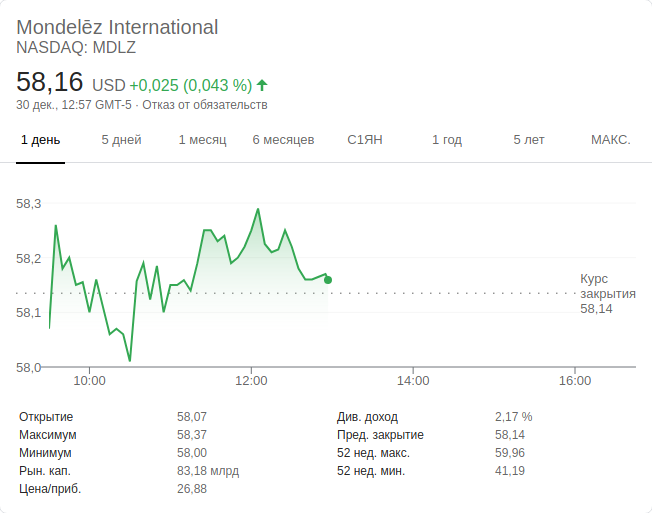 Mondelēz International
NASDAQ: MDLZ
58,16 USD +0,025 (0,043 %)
30 дек., 12:57 GMT-5 · Отказ от обязательств
1 день 5 дней 1 месяц 6 месяцев С1ЯН 1 год 5 лет МАКС.
58,3
58,2
58,1
58,0
Курс
закрытия
58,14
10:00 12:00 14:00 16:00
Открытие 58,07 Див. доход 2,17 %
Максимум 58,37 Пред. закрытие 58,14
Минимум 58,00 52 нед. макс. 59,96
Рын. кап. 83,18 млрд 52 нед. мин. 41,19
Цена/приб. 26,88